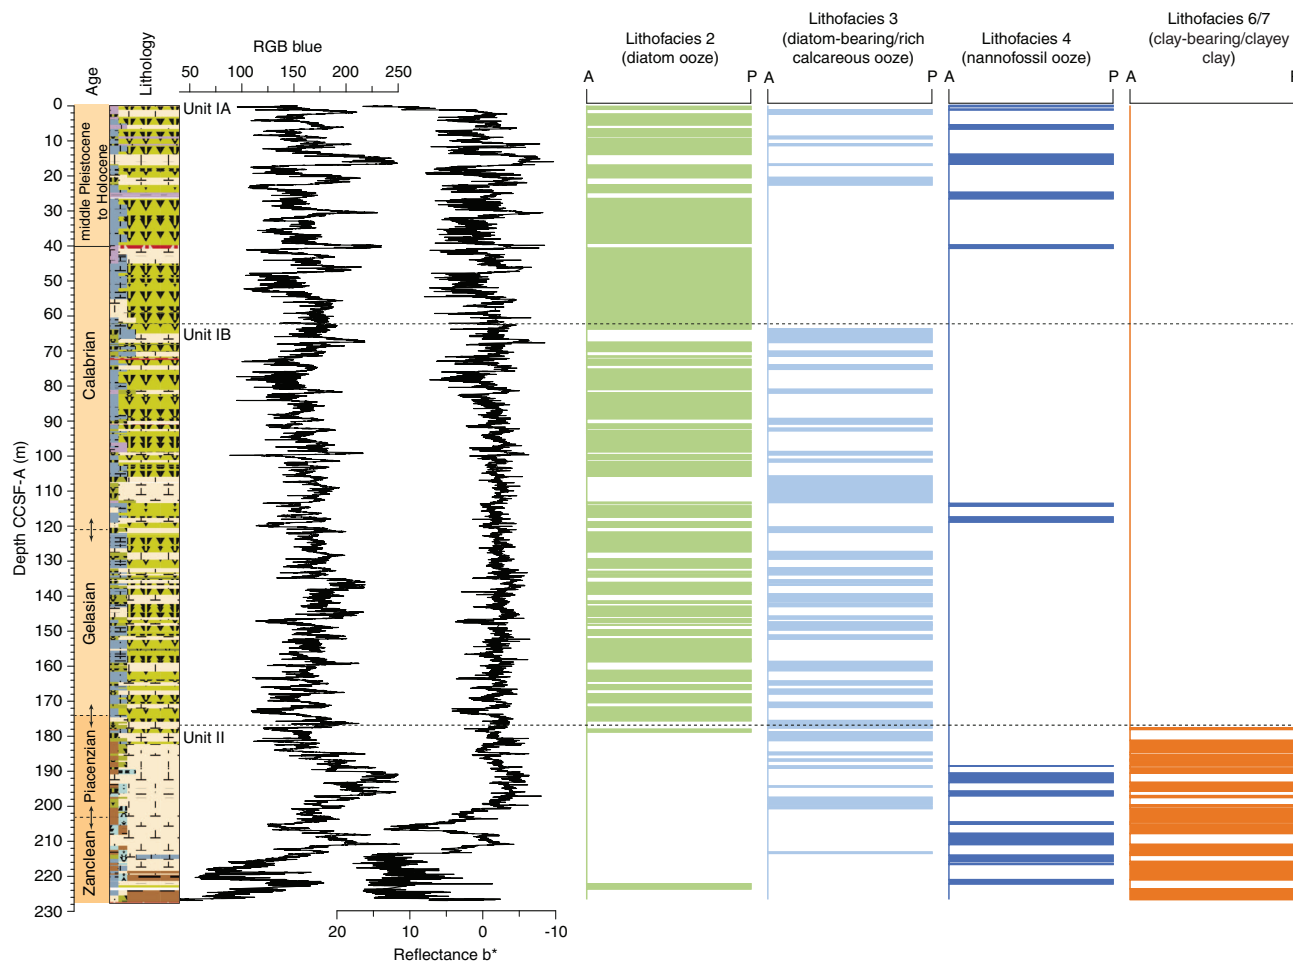 Lithofacies 2
(diatom ooze)
Lithofacies 3
(diatom-bearing/rich
calcareous ooze)
Lithofacies 4
(nannofossil ooze)
Lithofacies 6/7
(clay-bearing/clayey
clay)
Age
Lithology
RGB blue
50 100 150 200 250
A P
A P
A P
A
Unit IA
Unit IB
Unit II
Depth CCSF-A (m)
0
10
20
30
40
50
60
70
80
90
100
110
120
130
140
150
160
170
180
190
200
210
220
230
middle Pleistocene
to Holocene
Calabrian
Gelasian
Piacenzian
Zanclean
20 10 0 -10
Reflectance b*